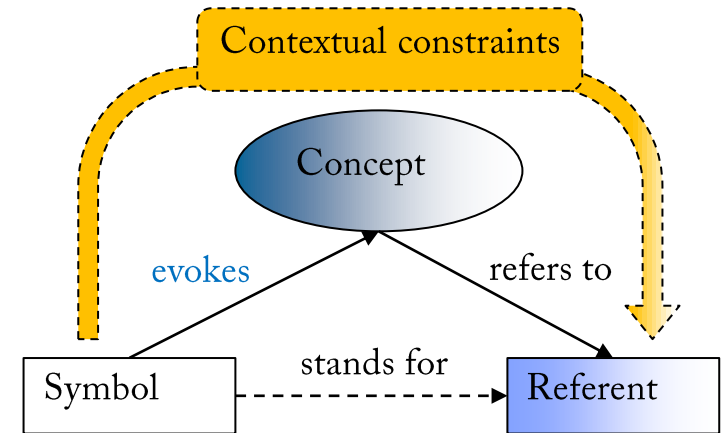 Contextual constraints
Concept
evokes
refers to
stands for
Symbol
Referent